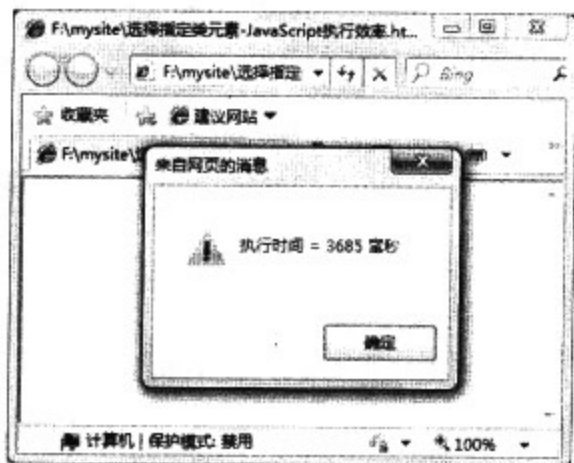 F:\mysite\选择指定类元素-JavaScript执行效率.ht...
F:\mysite\选择指定
Bing
收藏夹
建议网站
F:\mysite\
来自网页的消息
执行时间 = 3685 毫秒
确定
计算机 | 保护模式: 禁用
100%